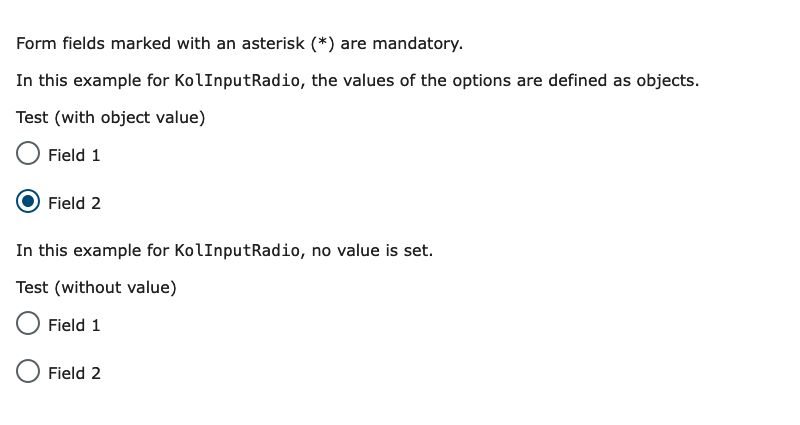 Form fields marked with an asterisk (*) are mandatory.
In this example for KolInputRadio, the values of the options are defined as objects.
Test (with object value)
Field 1
Field 2
In this example for KolInputRadio, no value is set.
Test (without value)
Field 1
Field 2